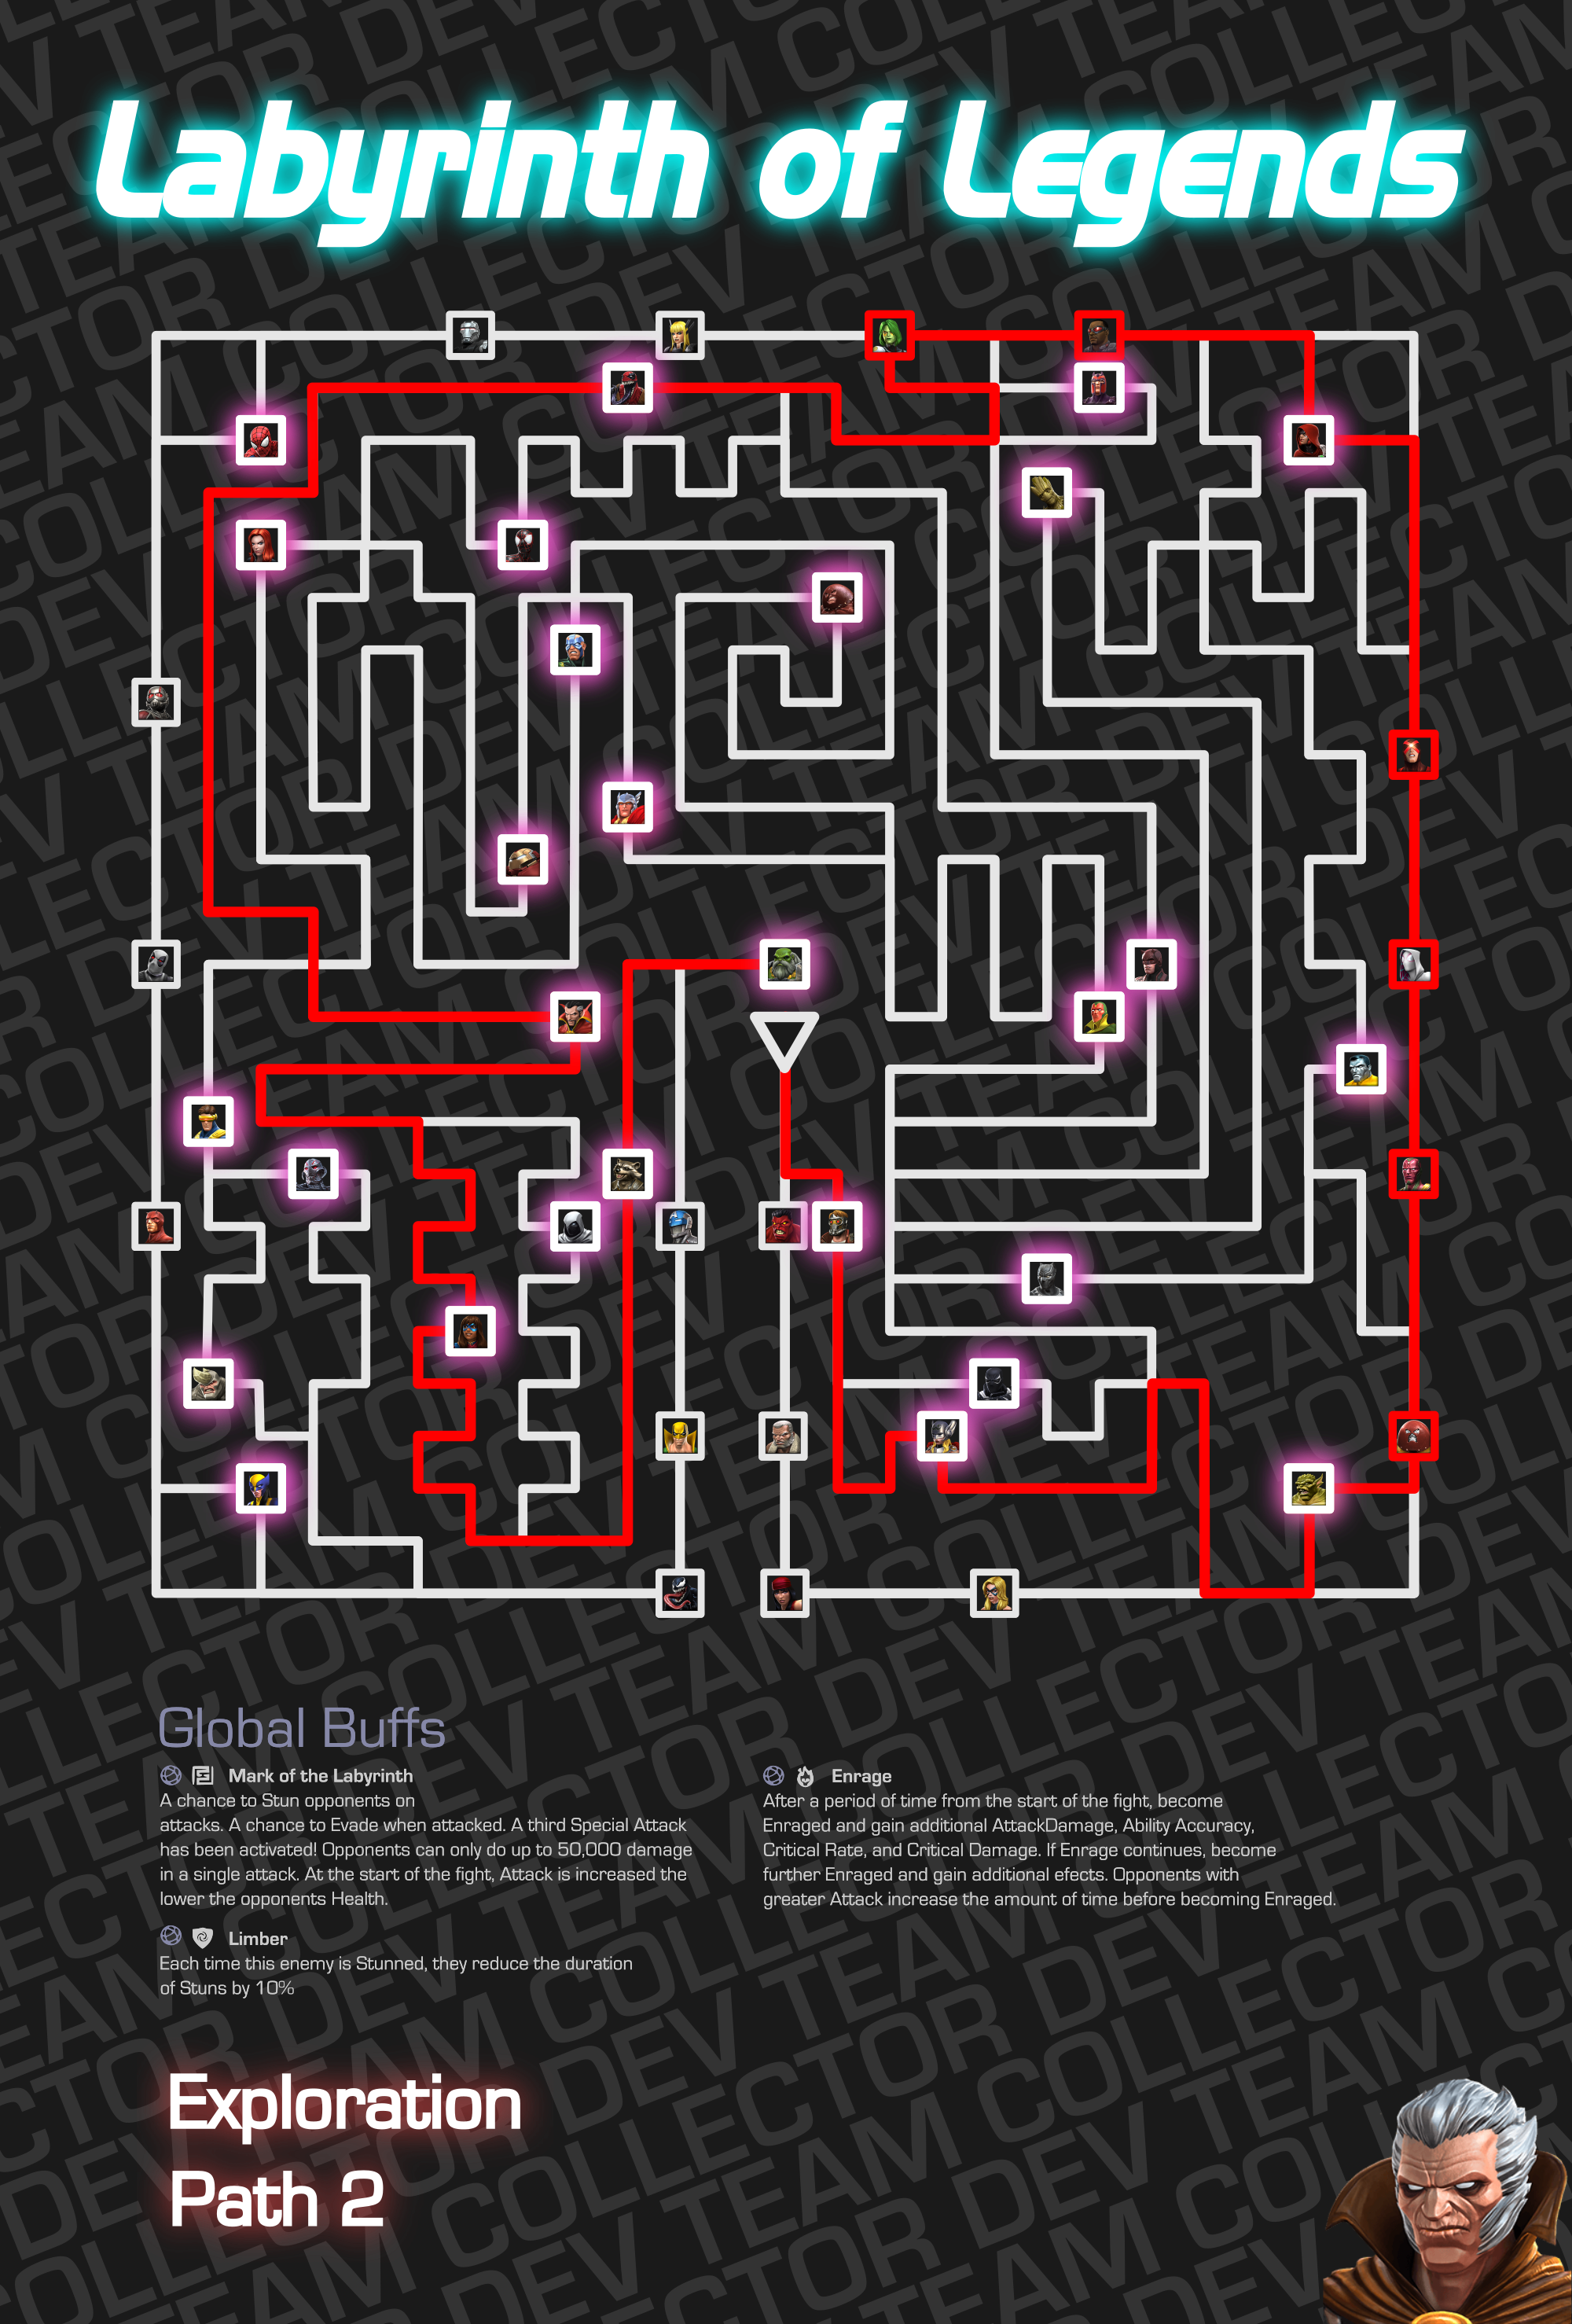 Labyrinth of Legends
Global Buffs
Mark of the Labyrinth
A chance to Stun opponents on
attacks. A chance to Evade when attacked. A third Special Attack
has been activated! Opponents can only do up to 50,000 damage
in a single attack. At the start of the fight, Attack is increased the
lower the opponents Health.
Limber
Each time this enemy is Stunned, they reduce the duration
of Stuns by 10%
Enrage
After a period of time from the start of the fight, become
Enraged and gain additional AttackDamage, Ability Accuracy,
Critical Rate, and Critical Damage. If Enrage continues, become
further Enraged and gain additional efects. Opponents with
greater Attack increase the amount of time before becoming Enraged.
Exploration
Path 2
COLLECTOR DEV TEAM